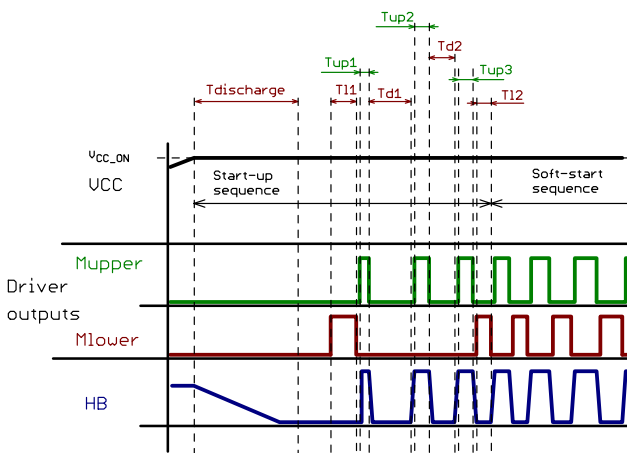 Tup2
Td2
Tup1
Tup3
Tdischarge
Tl1
Td1
Tl2
VCC_ON
VCC
Start-up
sequence
Soft-start
sequence
Mupper
Driver
outputs
Mlower
HB